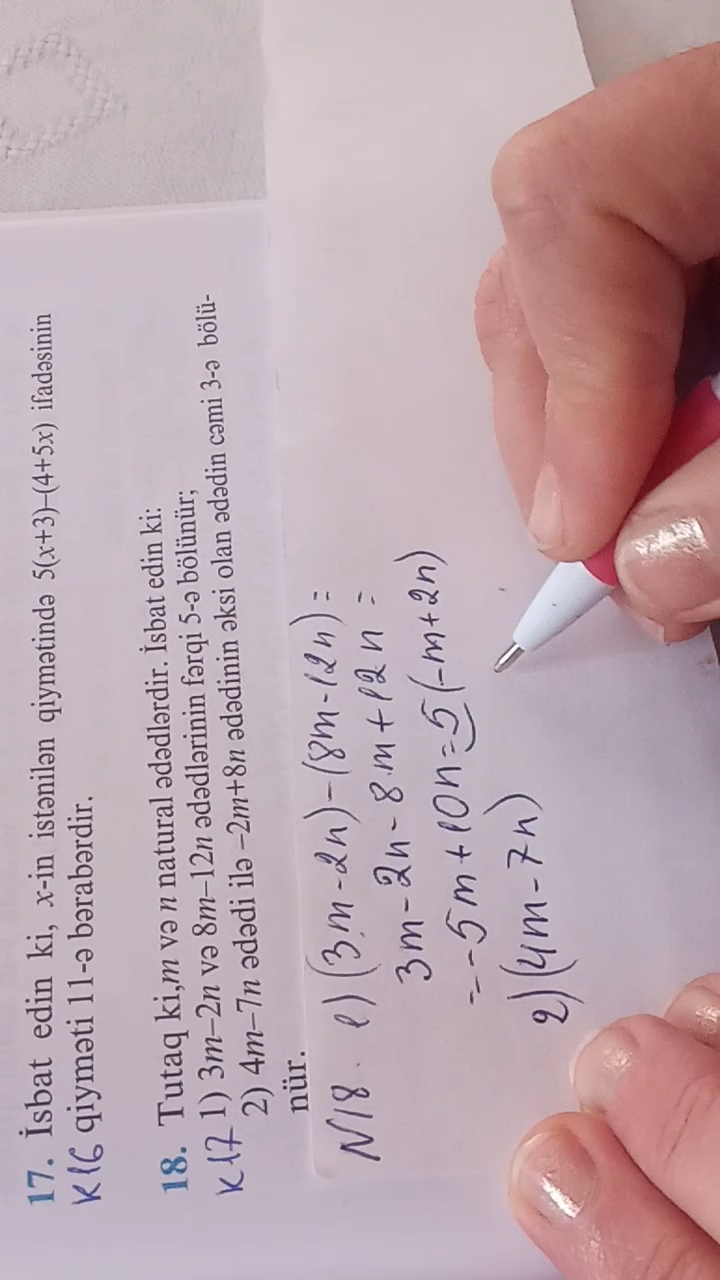 17. İsbat edin ki, x-in istənilən qiymətində 5(x+3)–(4+5x) ifadəsinin
K16 qiyməti 11-ə bərabərdir.
18. Tutaq ki,m və n natural ədədlərdir. İsbat edin ki:
K17 1) 3m–2n və 8m–12n ədədlərinin fərqi 5-ə bölünür;
2) 4m–7n ədədi ilə –2m+8n ədədinin əksi olan ədədin cəmi 3-ə bölü-
nür.
N18. 1) (3m-2n)-(8m-12n)=
3m-2n-8m+12n=
=-5m+10n=5(-m+2n)
2)(4m-7n)